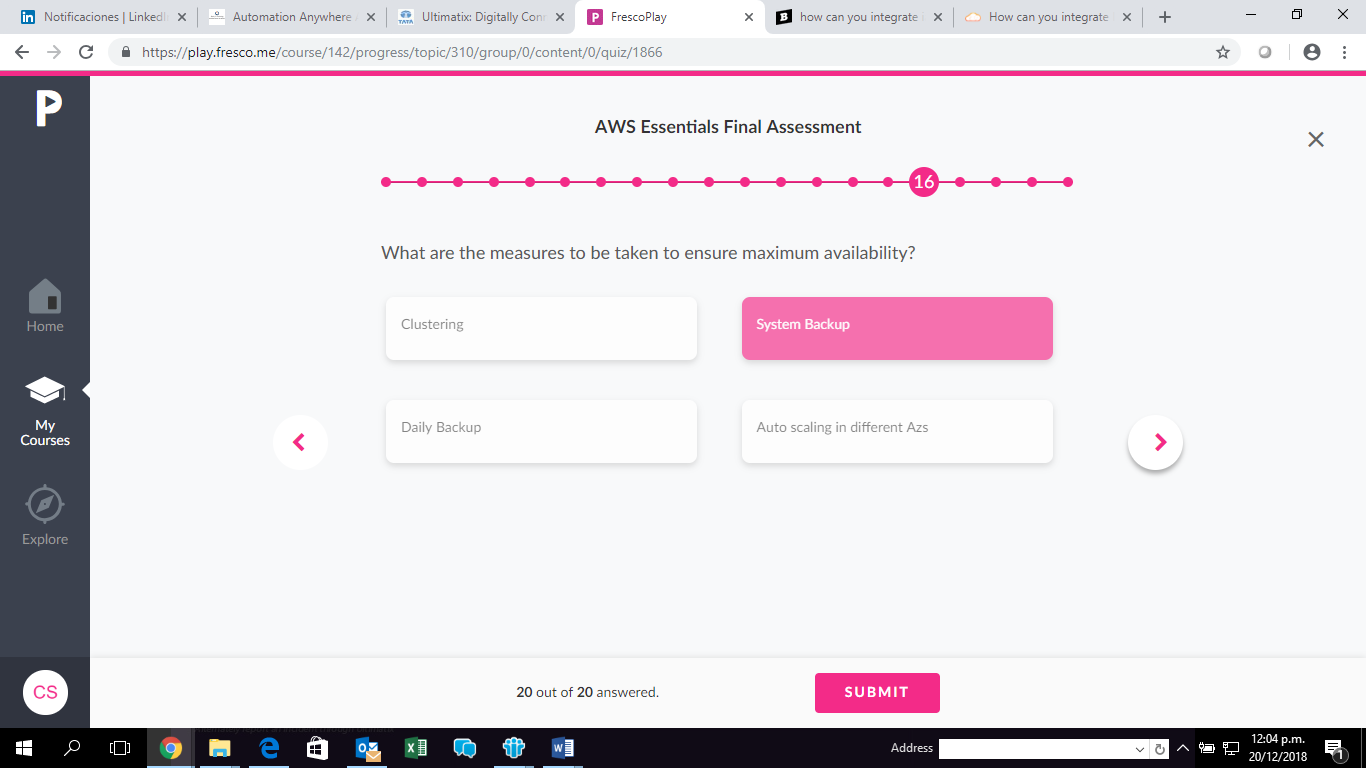 in Notificaciones | LinkedI
Automation Anywhere
Ultimatix: Digitally Conn
P FrescoPlay
B how can you integrate
How can you integrate
https://play.fresco.me/course/142/progress/topic/310/group/0/content/0/quiz/1866
P
AWS Essentials Final Assessment
16
What are the measures to be taken to ensure maximum availability?
Clustering
System Backup
Daily Backup
Auto scaling in different Azs
Home
My
Courses
Explore
CS
20 out of 20 answered.
SUBMIT
Address
12:04 p.m.
20/12/2018
1